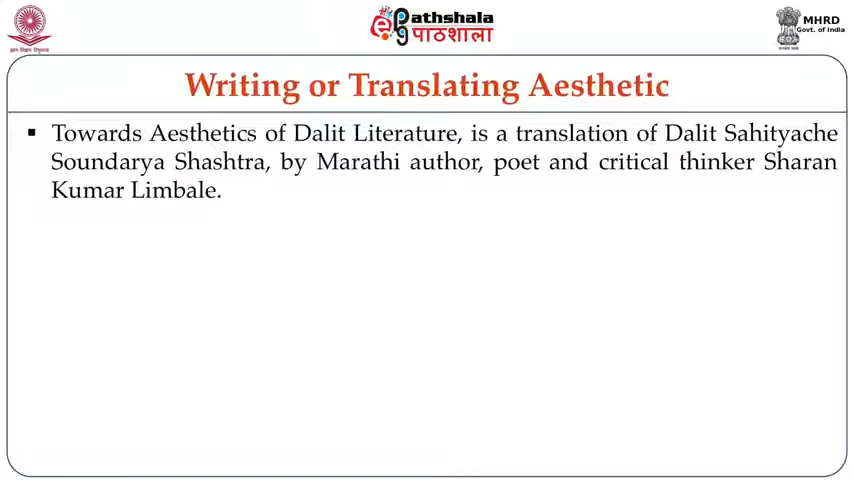 ePathshala
पाठशाला
MHRD
Govt. of India
Writing or Translating Aesthetic
▪ Towards Aesthetics of Dalit Literature, is a translation of Dalit Sahityache
Soundarya Shashtra, by Marathi author, poet and critical thinker Sharan
Kumar Limbale.